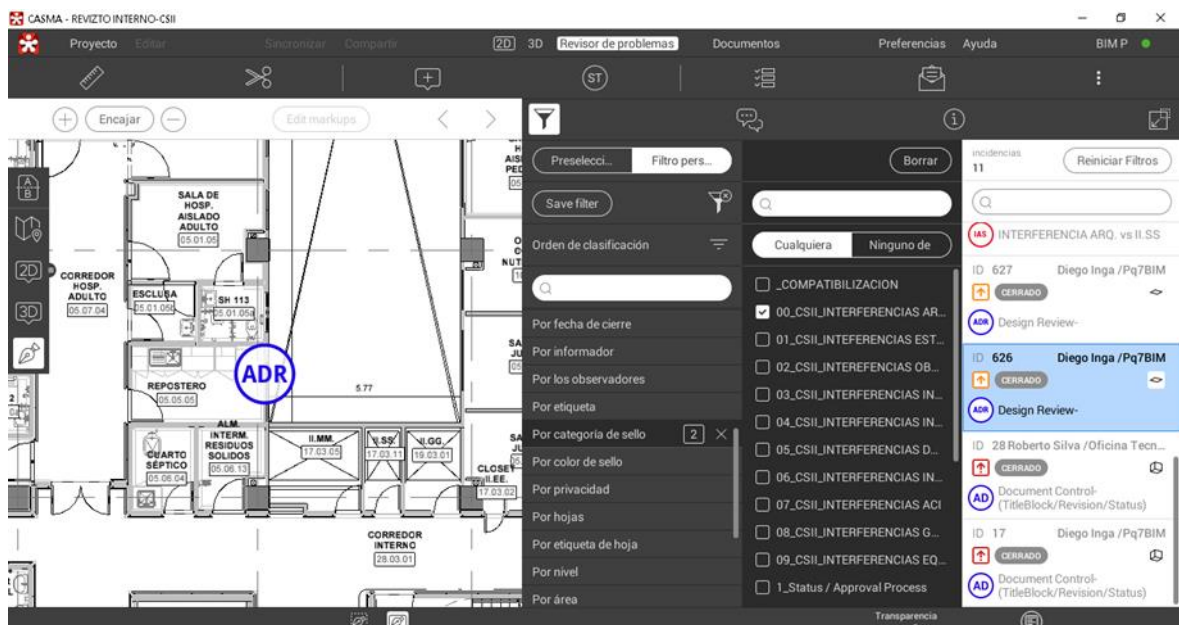 CASMA - REVIZTO INTERNO-CSII
Proyecto
Editar
Sincronizar
Compartir
2D
3D
Revisor de problemas
Documentos
Preferencias
Ayuda
BIM P
ST
Encajar
Edit markups
A
B
2D
3D
SALA DE
HOSP.
AISLADO
ADULTO
05.01.05
CORREDOR
HOSP.
ADULTO
05.07.04
ESCLUSA
05.01.05b
SH 113
05.01.05a
REPOSTERO
05.05.05
ADR
5.77
ALM.
INTERM.
RESIDUOS
SOLIDOS
05.06.13
CUARTO
SÉPTICO
05.06.04
II.MM.
17.03.05
II.SS
17.03.11
II.GG.
19.03.01
CLOSET
II.EE.
17.03.02
CORREDOR
INTERNO
28.03.01
Preselecci...
Filtro pers...
Save filter
Orden de clasificación
Por fecha de cierre
Por informador
Por los observadores
Por etiqueta
Por categoría de sello
2
Por color de sello
Por privacidad
Por hojas
Por etiqueta de hoja
Por nivel
Por área
Borrar
Cualquiera
Ninguno de
_COMPATIBILIZACION
00_CSII_INTERFERENCIAS AR...
01_CSII_INTEFERENCIAS EST...
02_CSII_INTEFERENCIAS OB...
03_CSII_INTERFERENCIAS IN...
04_CSII_INTERFERENCIAS IN...
05_CSII_INTERFERENCIAS D...
06_CSII_INTERFERENCIAS IN...
07_CSII_INTERFERENCIAS ACI
08_CSII_INTERFERENCIAS G...
09_CSII_INTERFERENCIAS EQ...
1_Status / Approval Process
incidencias
11
Reiniciar Filtros
IAS
INTERFERENCIA ARQ. vs II.SS
ID 627 Diego Inga /Pq7BIM
CERRADO
ADR
Design Review-
ID 626 Diego Inga /Pq7BIM
CERRADO
ADR
Design Review-
ID 28 Roberto Silva /Oficina Tecn...
CERRADO
AD
Document Control-
(TitleBlock/Revision/Status)
ID 17 Diego Inga /Pq7BIM
CERRADO
AD
Document Control-
(TitleBlock/Revision/Status)
Transparencia